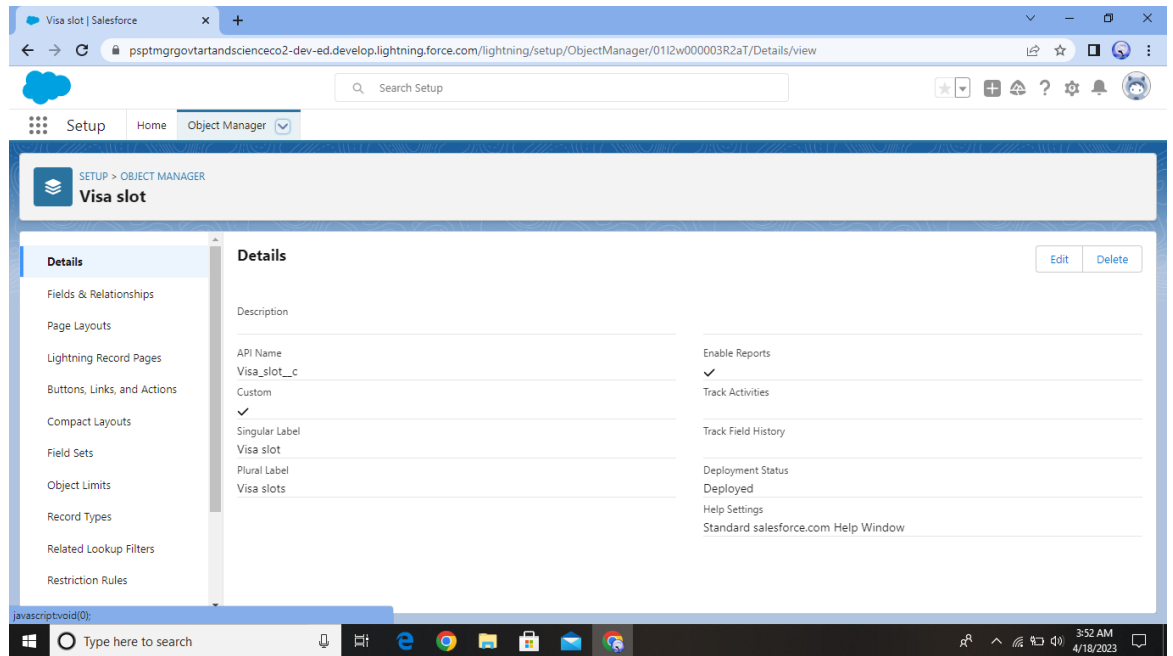 Visa slot | Salesforce
psptmgrgovtartandscienceco2-dev-ed.develop.lightning.force.com/lightning/setup/ObjectManager/01I2w000003R2aT/Details/view
Search Setup
Setup Home Object Manager
SETUP > OBJECT MANAGER
Visa slot
Details
Fields & Relationships
Page Layouts
Lightning Record Pages
Buttons, Links, and Actions
Compact Layouts
Field Sets
Object Limits
Record Types
Related Lookup Filters
Restriction Rules
Details
Edit Delete
Description
API Name
Visa_slot__c
Custom
Singular Label
Visa slot
Plural Label
Visa slots
Enable Reports
Track Activities
Track Field History
Deployment Status
Deployed
Help Settings
Standard salesforce.com Help Window
javascript:void(0);
Type here to search
3:52 AM
4/18/2023